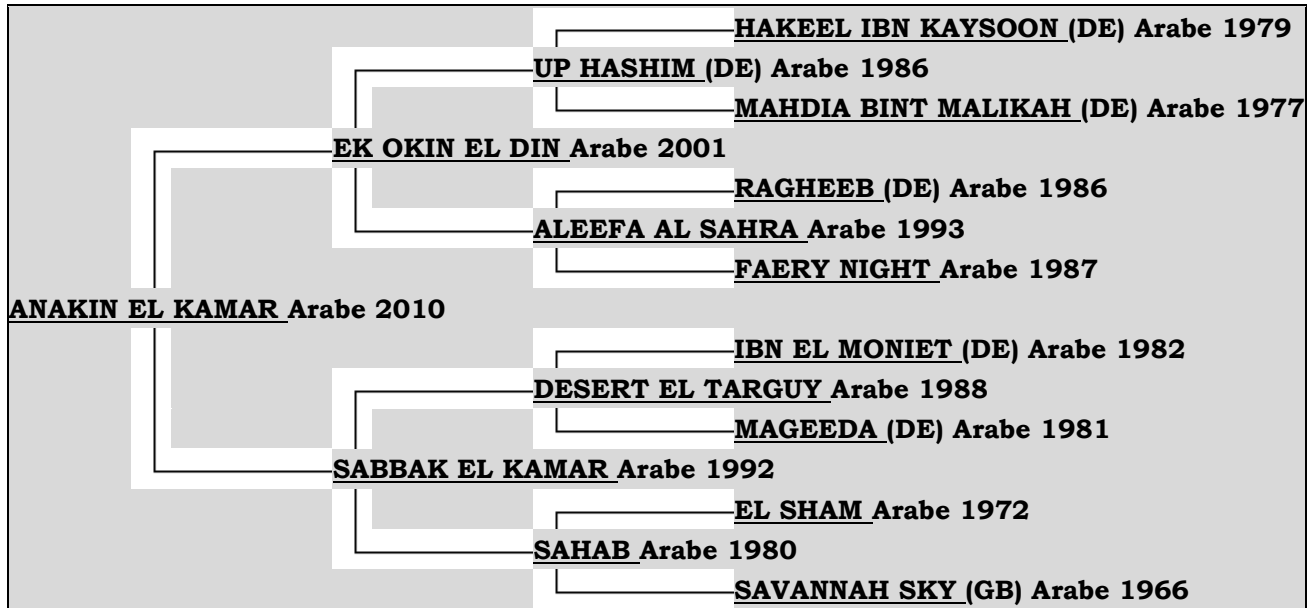 HAKEEL IBN KAYSOON (DE) Arabe 1979
UP HASHIM (DE) Arabe 1986
MAHDIA BINT MALIKAH (DE) Arabe 1977
EK OKIN EL DIN Arabe 2001
RAGHEEB (DE) Arabe 1986
ALEEFA AL SAHRA Arabe 1993
FAERY NIGHT Arabe 1987
ANAKIN EL KAMAR Arabe 2010
IBN EL MONIET (DE) Arabe 1982
DESERT EL TARGUY Arabe 1988
MAGEEDA (DE) Arabe 1981
SABBAK EL KAMAR Arabe 1992
EL SHAM Arabe 1972
SAHAB Arabe 1980
SAVANNAH SKY (GB) Arabe 1966